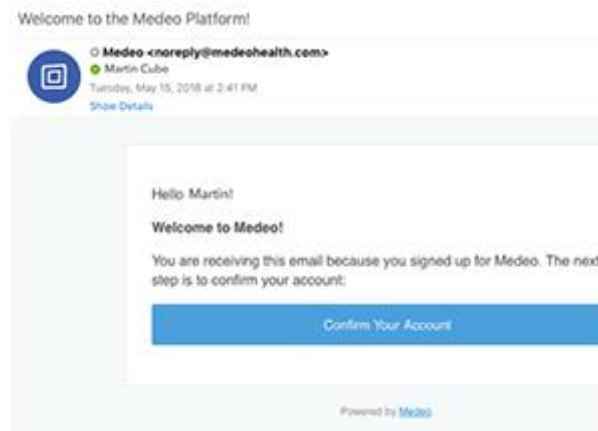 Welcome to the Medeo Platform!
Medeo <noreply@medeohealth.com>
Martin Cube
Tuesday, May 15, 2018 at 2:41 PM
Show Details
Hello Martin!
Welcome to Medeo!
You are receiving this email because you signed up for Medeo. The next
step is to confirm your account:
Confirm Your Account
Powered by Medeo